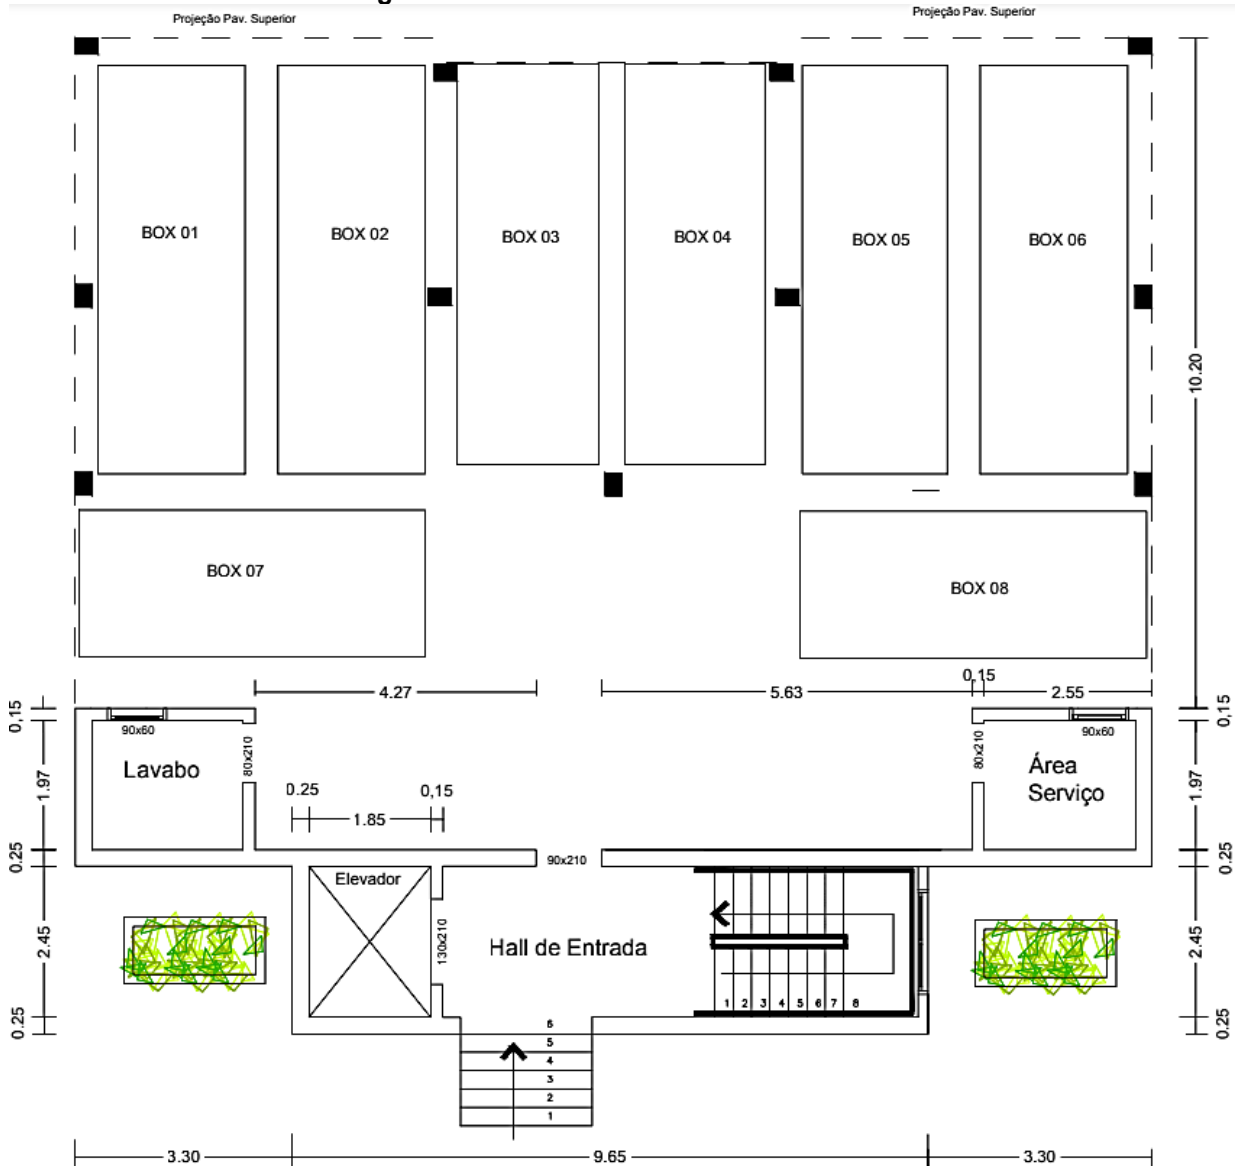 Projeção Pav. Superior
Projeção Pav. Superior
BOX 01
BOX 02
BOX 03
BOX 04
BOX 05
BOX 06
10.20
BOX 07
BOX 08
4.27
5.63
0,15
2.55
0,15
90x60
Lavabo
80x210
1.97
0.25
1.85
0,15
80x210
90x60
Área
Serviço
0,15
1.97
0.25
90x210
0.25
Elevador
130x210
Hall de Entrada
2.45
2.45
1 2 3 4 5 6 7 8
0.25
0.25
6
5
4
3
2
1
3.30
9.65
3.30